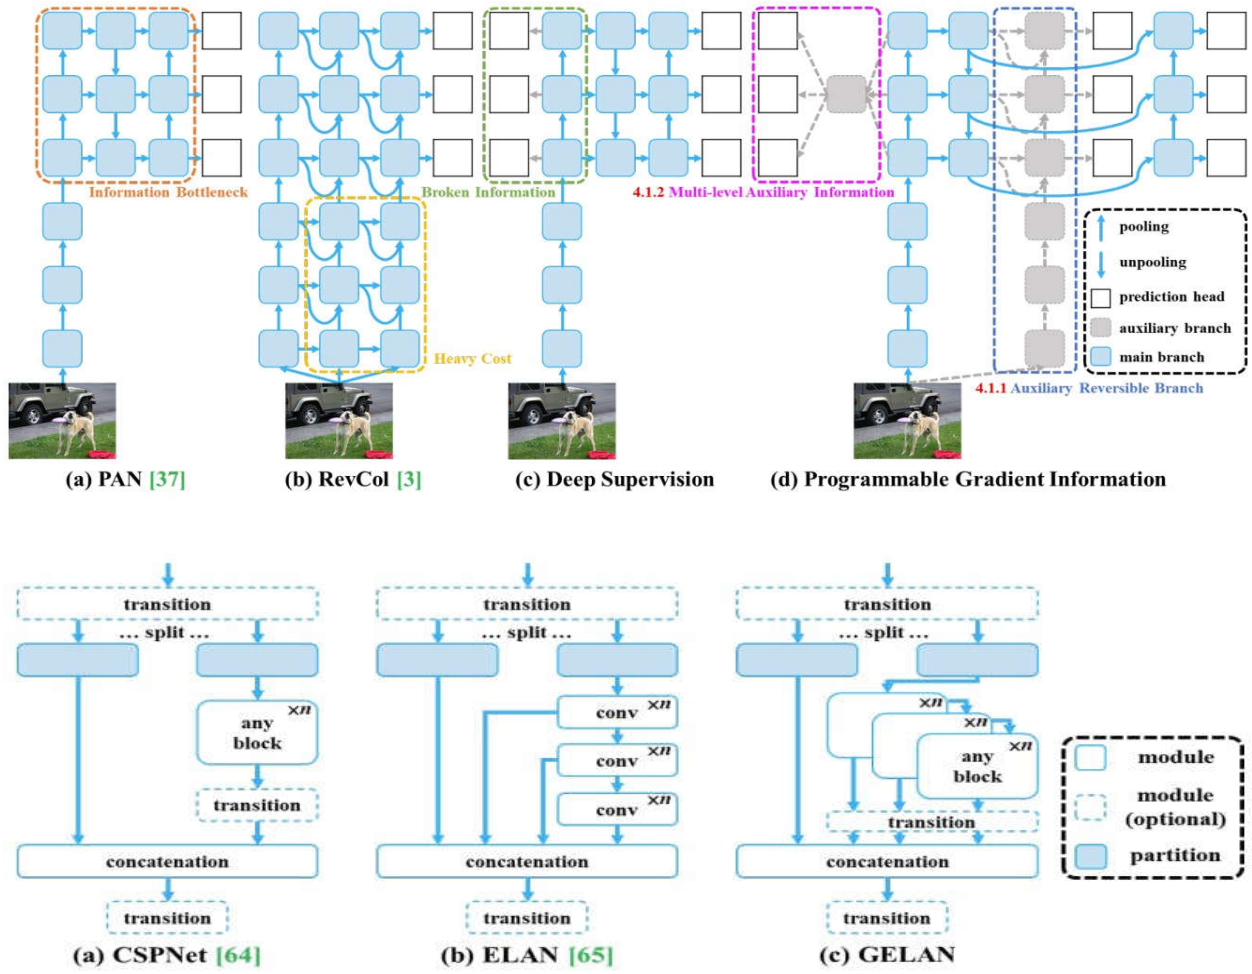 Information Bottleneck
Broken Information
4.1.2 Multi-level Auxiliary Information
pooling
unpooling
prediction head
auxiliary branch
main branch
Heavy Cost
4.1.1 Auxiliary Reversible Branch
(a) PAN [37]
(b) RevCol [3]
(c) Deep Supervision
(d) Programmable Gradient Information
transition
... split ...
×n
any
block
transition
concatenation
transition
(a) CSPNet [64]
transition
... split ...
conv ×n
conv ×n
conv ×n
concatenation
transition
(b) ELAN [65]
transition
... split ...
×n
×n
×n
any
block
transition
concatenation
transition
(c) GELAN
module
module
(optional)
partition